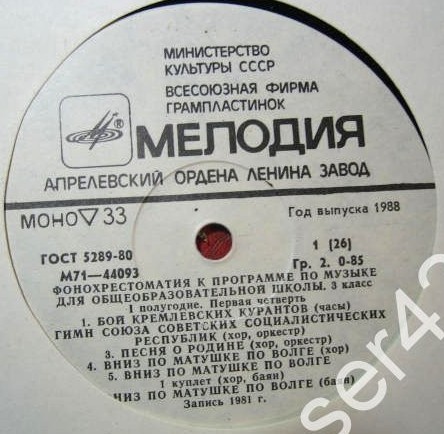 МИНИСТЕРСТВО
КУЛЬТУРЫ СССР
ВСЕСОЮЗНАЯ ФИРМА
ГРАМПЛАСТИНОК
®
МЕЛОДИЯ
АПРЕЛЕВСКИЙ ОРДЕНА ЛЕНИНА ЗАВОД
МОНО ▽ 33
Год выпуска 1988
ГОСТ 5289-80
1 [26]
М71—44093
Гр. 2. 0-85
ФОНОХРЕСТОМАТИЯ К ПРОГРАММЕ ПО МУЗЫКЕ
ДЛЯ ОБЩЕОБРАЗОВАТЕЛЬНОЙ ШКОЛЫ. 3 класс
I полугодие. Первая четверть
1. БОЙ КРЕМЛЕВСКИХ КУРАНТОВ (часы)
ГИМН СОЮЗА СОВЕТСКИХ СОЦИАЛИСТИЧЕСКИХ
РЕСПУБЛИК (хор, оркестр)
3. ПЕСНЯ О РОДИНЕ (хор, оркестр)
4. ВНИЗ ПО МАТУШКЕ ПО ВОЛГЕ (хор)
5. ВНИЗ ПО МАТУШКЕ ПО ВОЛГЕ
1 куплет (хор, баян)
ВНИЗ ПО МАТУШКЕ ПО ВОЛГЕ (баян)
Запись 1981 г.
ser42